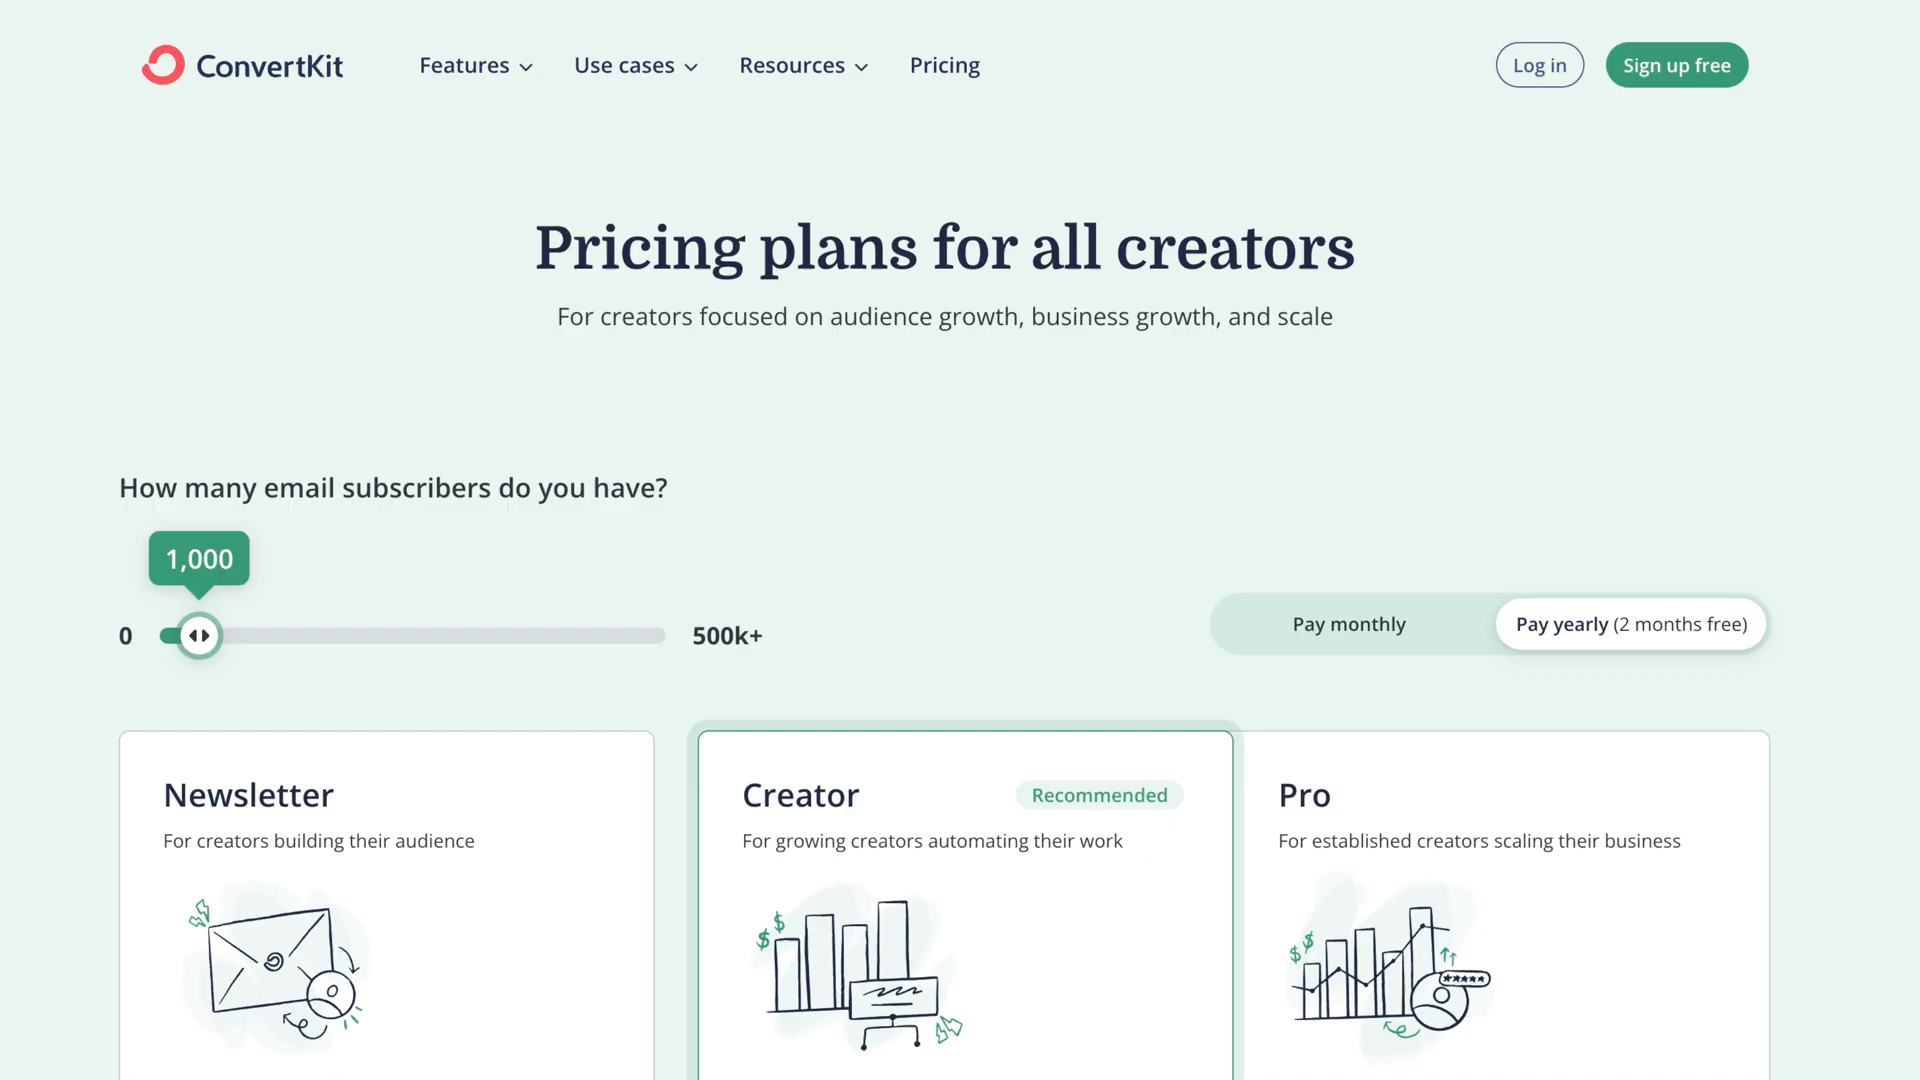 ConvertKit
Features
Use cases
Resources
Pricing
Log in
Sign up free
Pricing plans for all creators
For creators focused on audience growth, business growth, and scale
How many email subscribers do you have?
1,000
0
500k+
Pay monthly
Pay yearly (2 months free)
Newsletter
For creators building their audience
Creator
Recommended
For growing creators automating their work
Pro
For established creators scaling their business
$ $
$ $